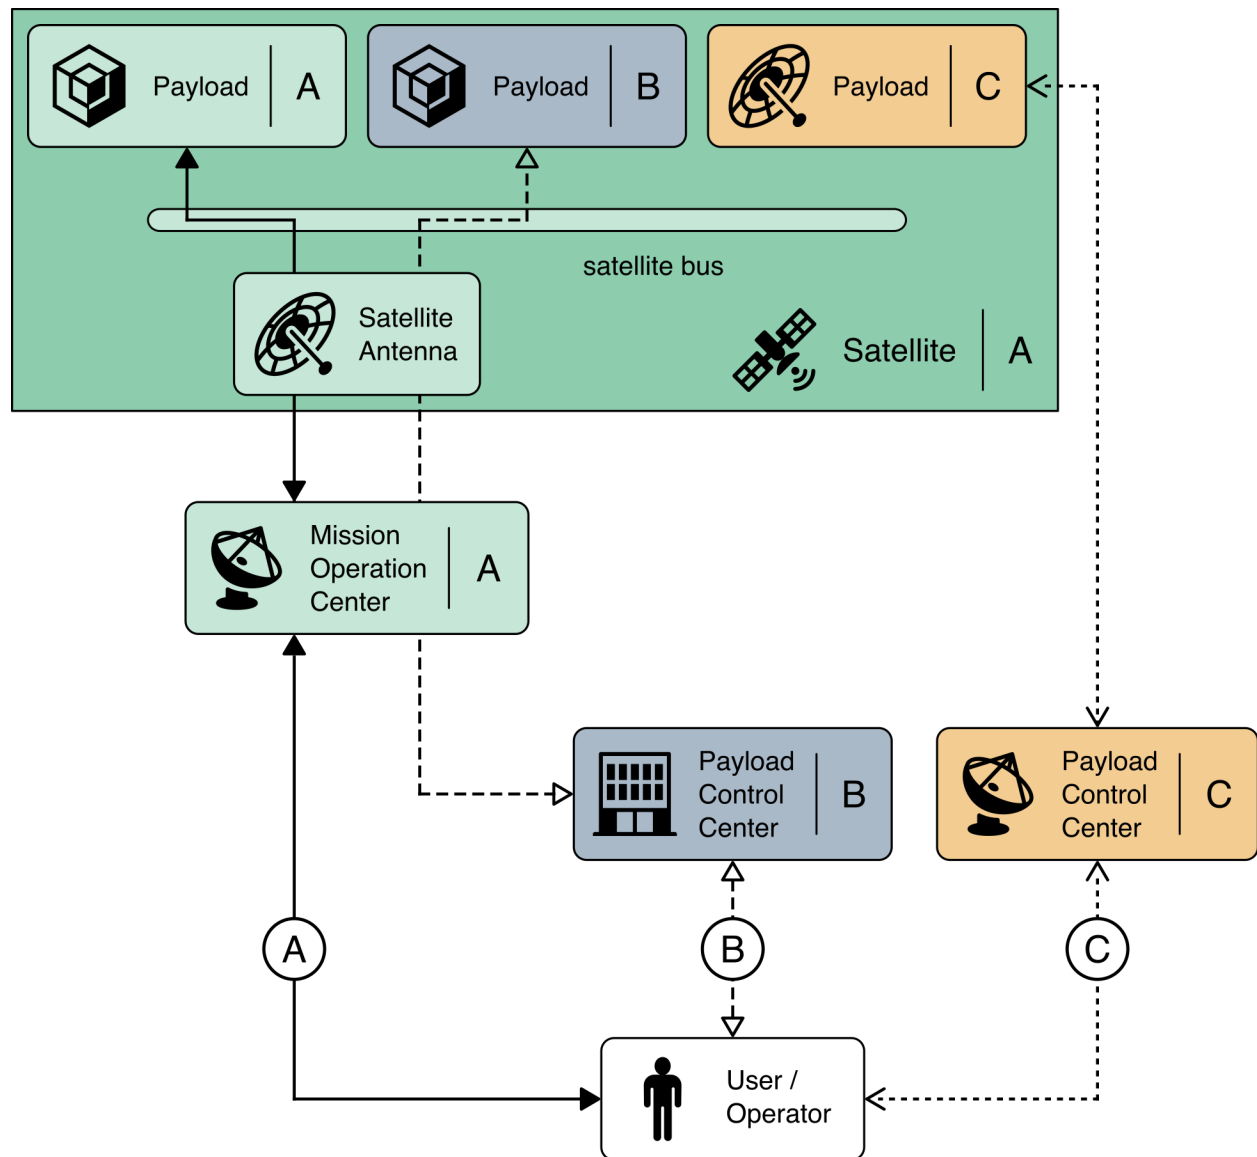 Payload A
Payload B
Payload C
satellite bus
Satellite
Antenna
Satellite A
Mission
Operation
Center
A
Payload
Control
Center
B
Payload
Control
Center
C
A
B
C
User /
Operator